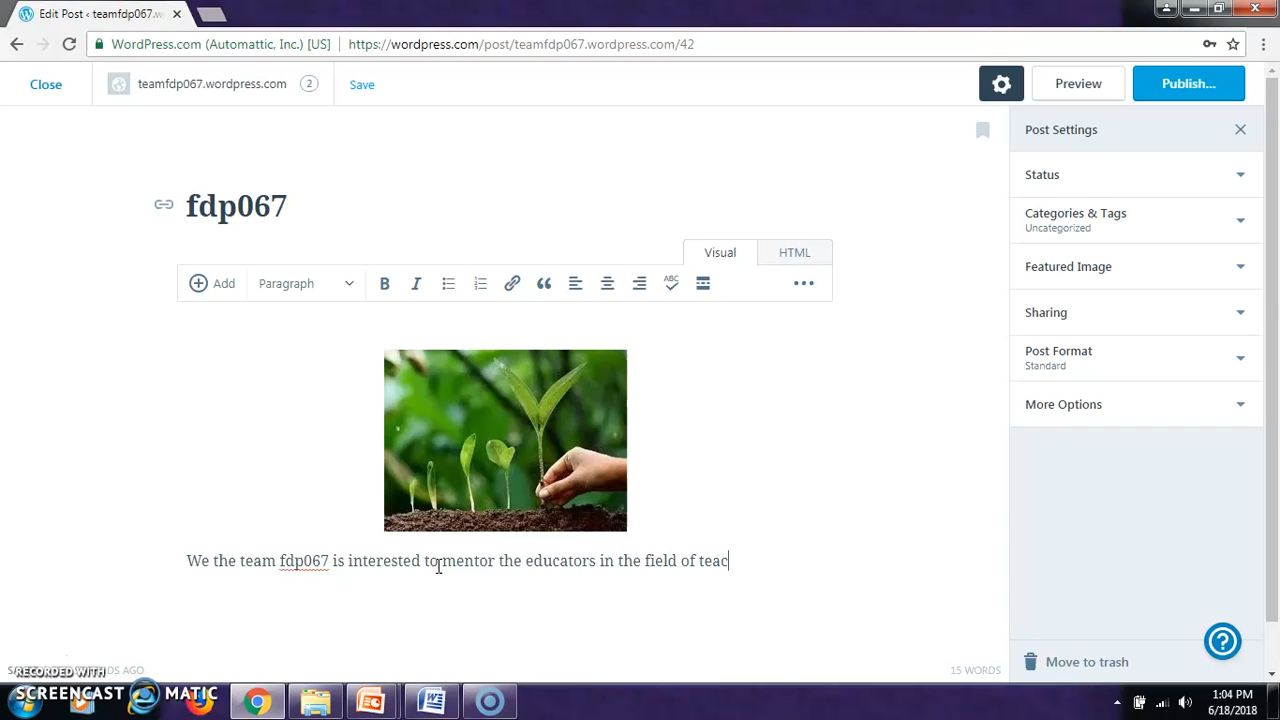 Edit Post ‹ teamfdp067.w
WordPress.com (Automattic, Inc.) [US] https://wordpress.com/post/teamfdp067.wordpress.com/42
Close teamfdp067.wordpress.com 2 Save Preview Publish...
Post Settings
Status
fdp067
Categories & Tags
Uncategorized
Visual HTML
Featured Image
Add Paragraph B I ABC
Sharing
Post Format
Standard
More Options
We the team fdp067 is interested to mentor the educators in the field of teac
?
Move to trash
AGO 15 WORDS
RECORDED WITH
SCREENCAST MATIC
1:04 PM
6/18/2018